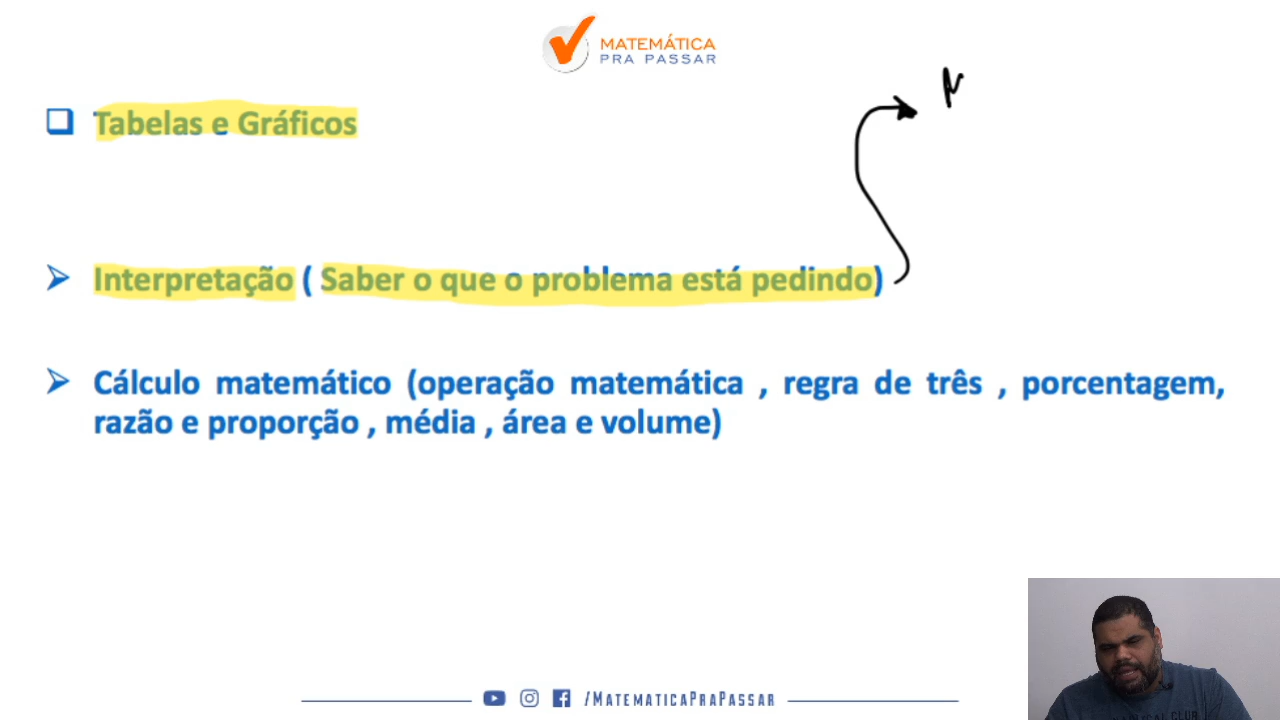 MATEMÁTICA
PRA PASSAR
Tabelas e Gráficos
Interpretação ( Saber o que o problema está pedindo)
Cálculo matemático (operação matemática , regra de três , porcentagem,
razão e proporção , média , área e volume)
/MATEMATICAPRAPASSAR